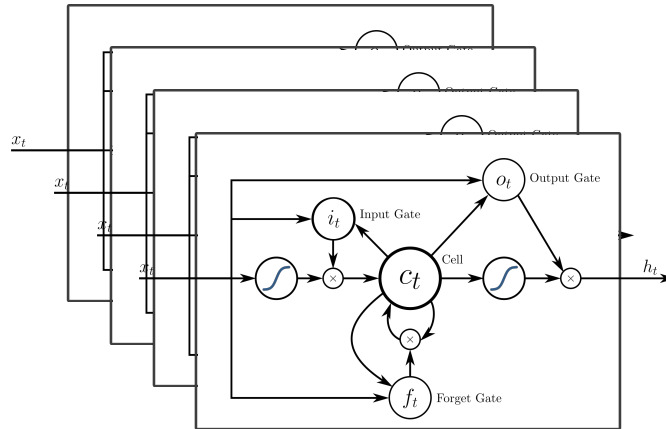 x_t
x_t
x_t
x_t
o_t
Output Gate
i_t
Input Gate
Cell
c_t
×
×
h_t
×
f_t
Forget Gate